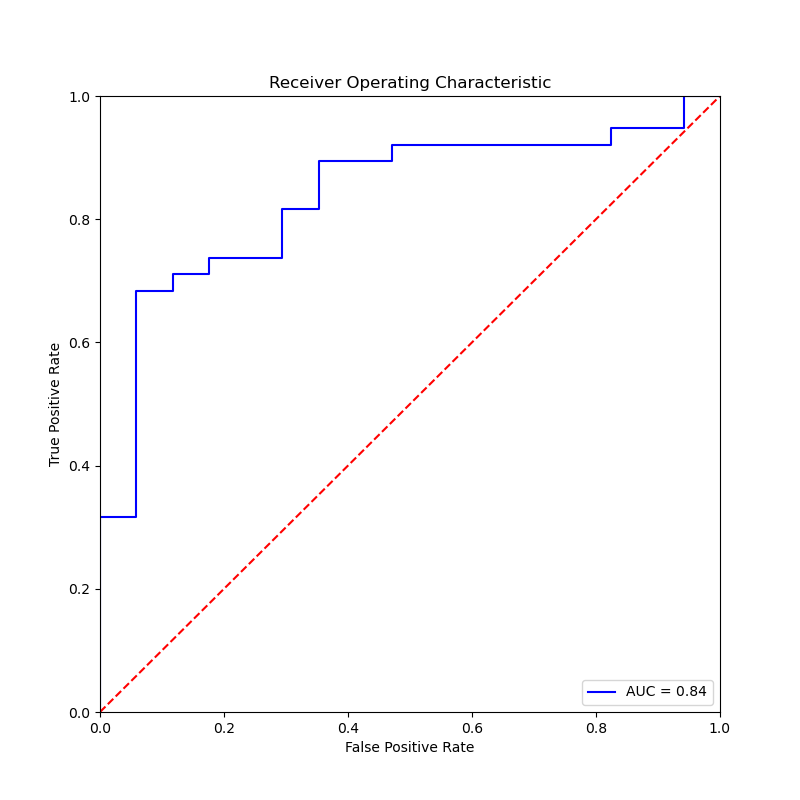 Receiver Operating Characteristic
True Positive Rate
1.0
0.8
0.6
0.4
0.2
0.0
AUC = 0.84
0.0 0.2 0.4 0.6 0.8 1.0
False Positive Rate